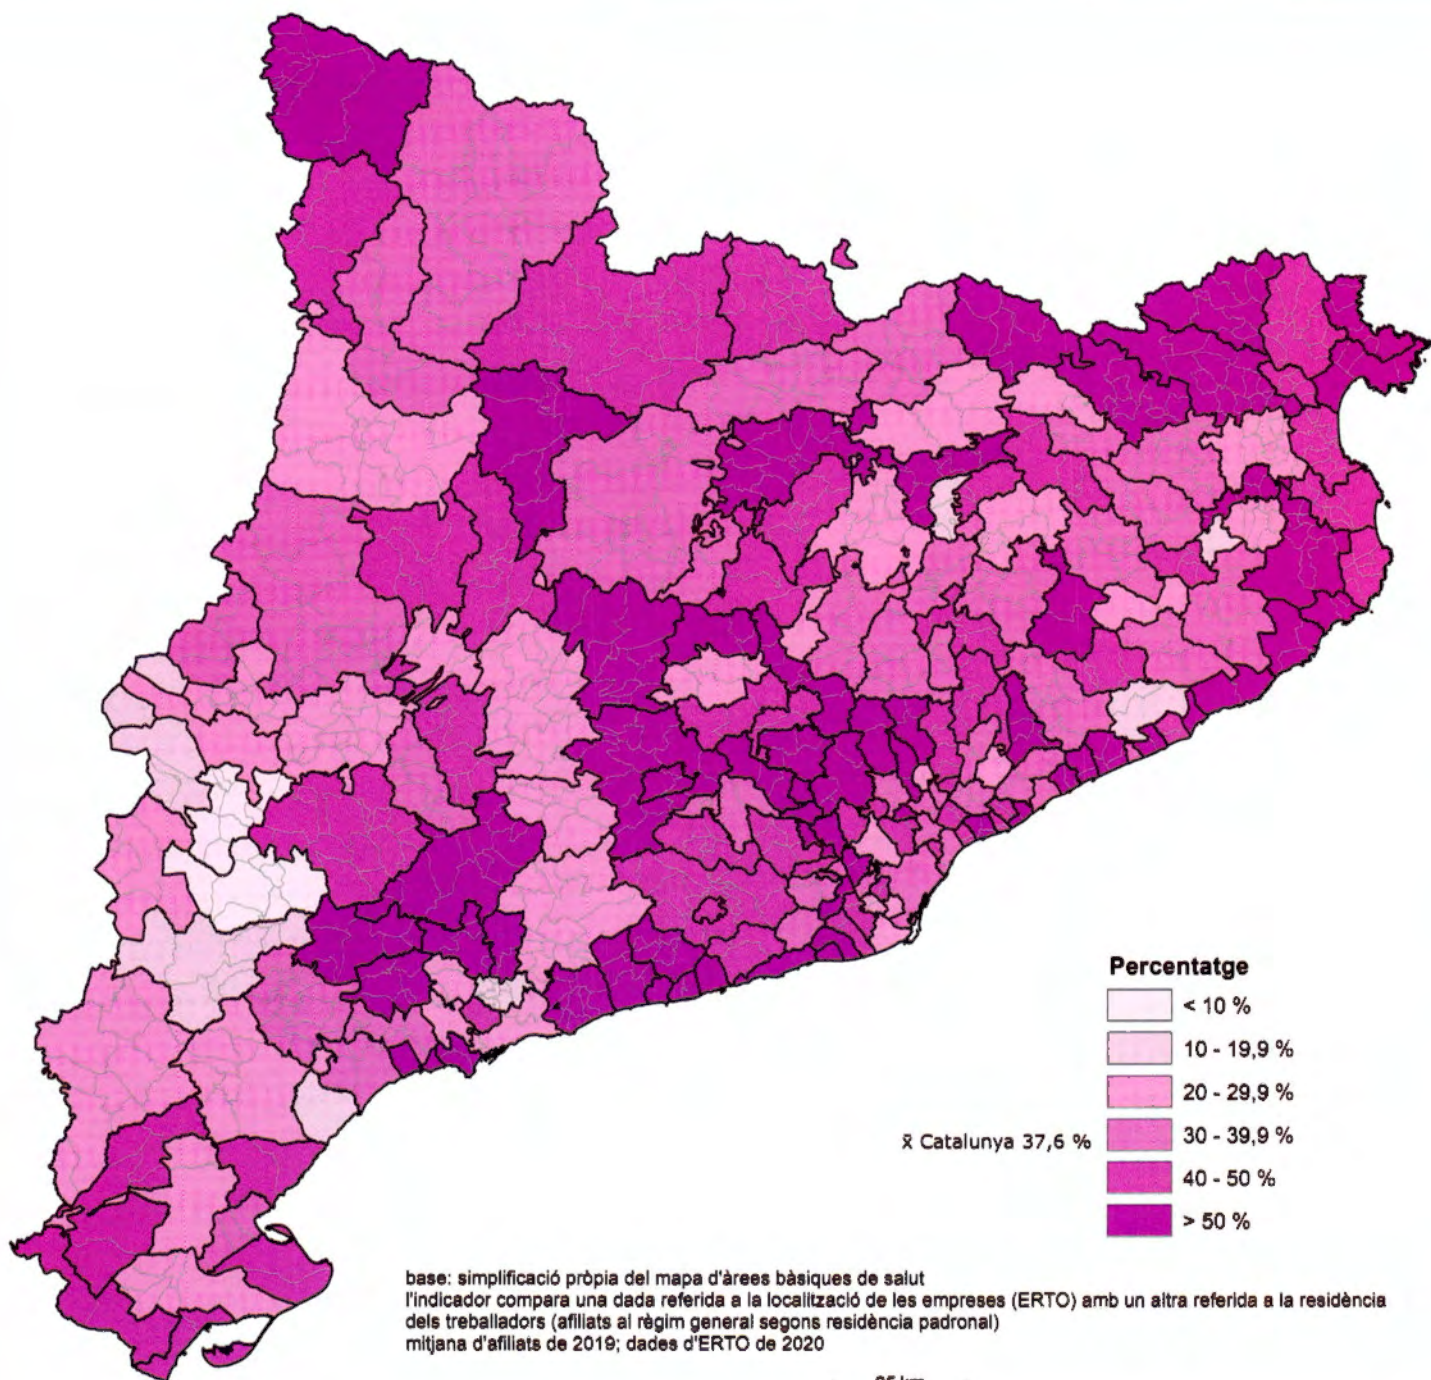 Percentatge
< 10 %
10 - 19,9 %
20 - 29,9 %
30 - 39,9 %
x̄ Catalunya 37,6 %
40 - 50 %
> 50 %
base: simplificació pròpia del mapa d'àrees bàsiques de salut
l'indicador compara una dada referida a la localització de les empreses (ERTO) amb un altra referida a la residència
dels treballadors (afiliats al règim general segons residència padronal)
mitjana d'afiliats de 2019; dades d'ERTO de 2020